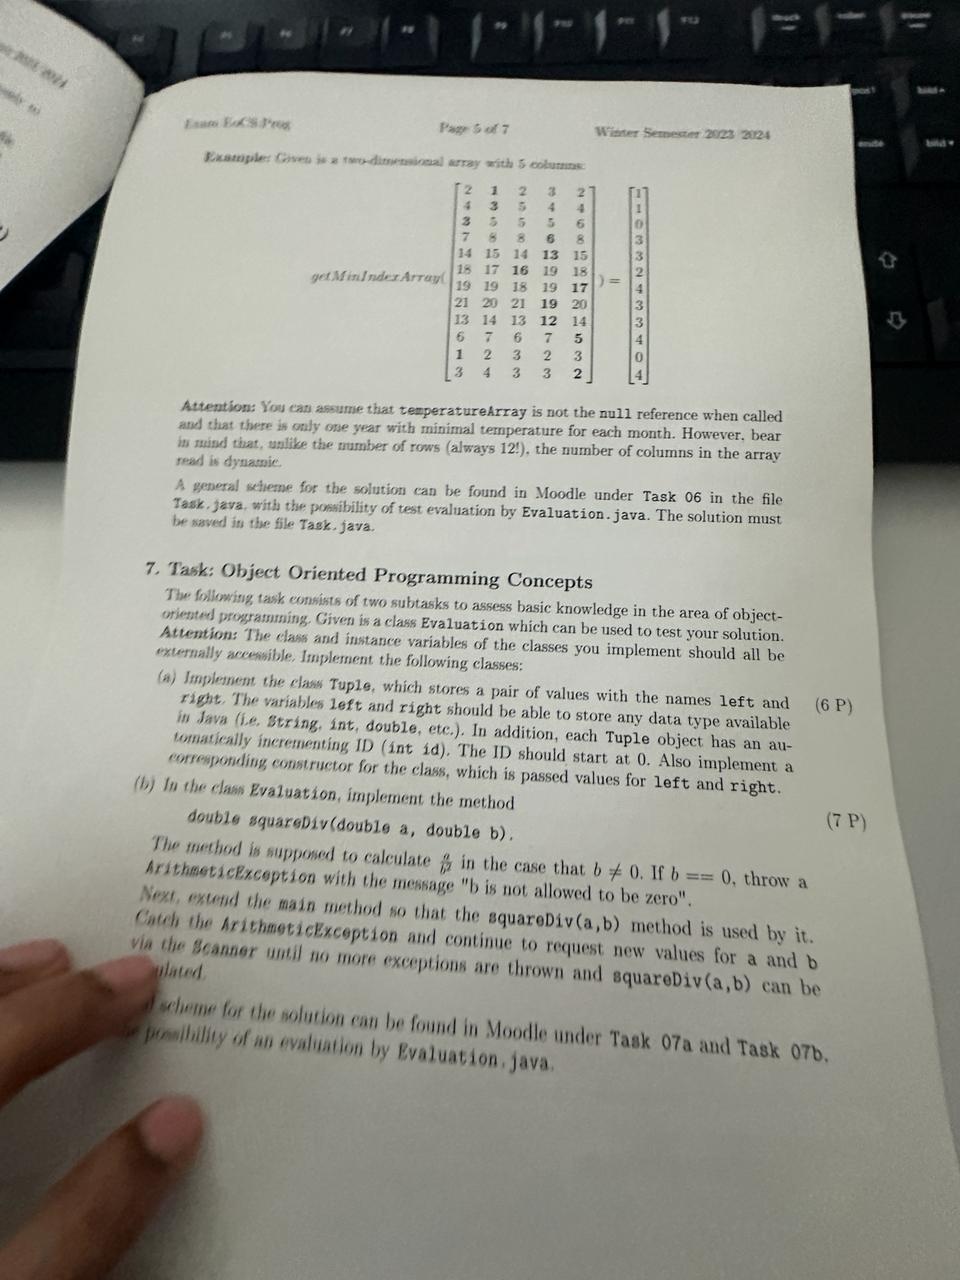 Exam EoCS-Prog Page 5 of 7 Winter Semester 2023/2024
Example: Given is a two-dimensional array with 5 columns:
2 1 2 3 2 1
4 3 5 4 4 1
3 5 5 5 6 0
7 8 8 6 8 3
14 15 14 13 15 3
getMinIndexArray( 18 17 16 19 18 ) = 2
19 19 18 19 17 4
21 20 21 19 20 3
13 14 13 12 14 3
6 7 6 7 5 4
1 2 3 2 3 0
3 4 3 3 2 4
Attention: You can assume that temperatureArray is not the null reference when called
and that there is only one year with minimal temperature for each month. However, bear
in mind that, unlike the number of rows (always 12!), the number of columns in the array
read is dynamic.
A general scheme for the solution can be found in Moodle under Task 06 in the file
Task.java, with the possibility of test evaluation by Evaluation.java. The solution must
be saved in the file Task.java.
7. Task: Object Oriented Programming Concepts
The following task consists of two subtasks to assess basic knowledge in the area of object-
oriented programming. Given is a class Evaluation which can be used to test your solution.
Attention: The class and instance variables of the classes you implement should all be
externally accessible. Implement the following classes:
(a) Implement the class Tuple, which stores a pair of values with the names left and (6 P)
right. The variables left and right should be able to store any data type available
in Java (i.e. String, int, double, etc.). In addition, each Tuple object has an au-
tomatically incrementing ID (int id). The ID should start at 0. Also implement a
corresponding constructor for the class, which is passed values for left and right.
(b) In the class Evaluation, implement the method (7 P)
double squareDiv(double a, double b).
The method is supposed to calculate a/b² in the case that b ≠ 0. If b == 0, throw a
ArithmeticException with the message "b is not allowed to be zero".
Next, extend the main method so that the squareDiv(a,b) method is used by it.
Catch the ArithmeticException and continue to request new values for a and b
via the Scanner until no more exceptions are thrown and squareDiv(a,b) can be
ulated.
scheme for the solution can be found in Moodle under Task 07a and Task 07b,
possibility of an evaluation by Evaluation.java.